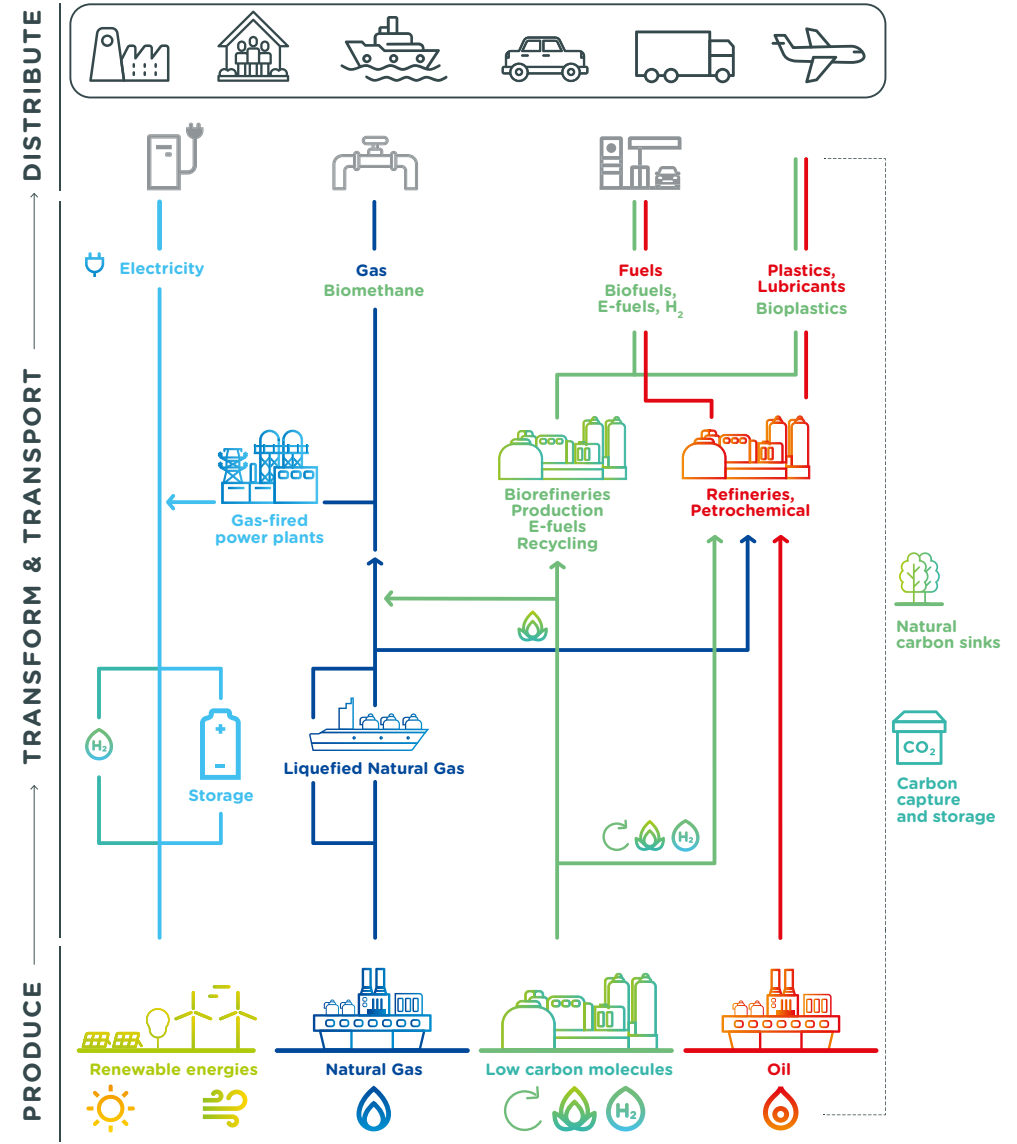 DISTRIBUTE
TRANSFORM & TRANSPORT
PRODUCE
Electricity
Gas
Biomethane
Fuels
Biofuels,
E-fuels, H₂
Plastics,
Lubricants
Bioplastics
Gas-fired
power plants
Biorefineries
Production
E-fuels
Recycling
Refineries,
Petrochemical
Natural
carbon sinks
H₂
Storage
Liquefied Natural Gas
CO₂
Carbon
capture
and storage
H₂
Renewable energies
Natural Gas
Low carbon molecules
Oil
H₂